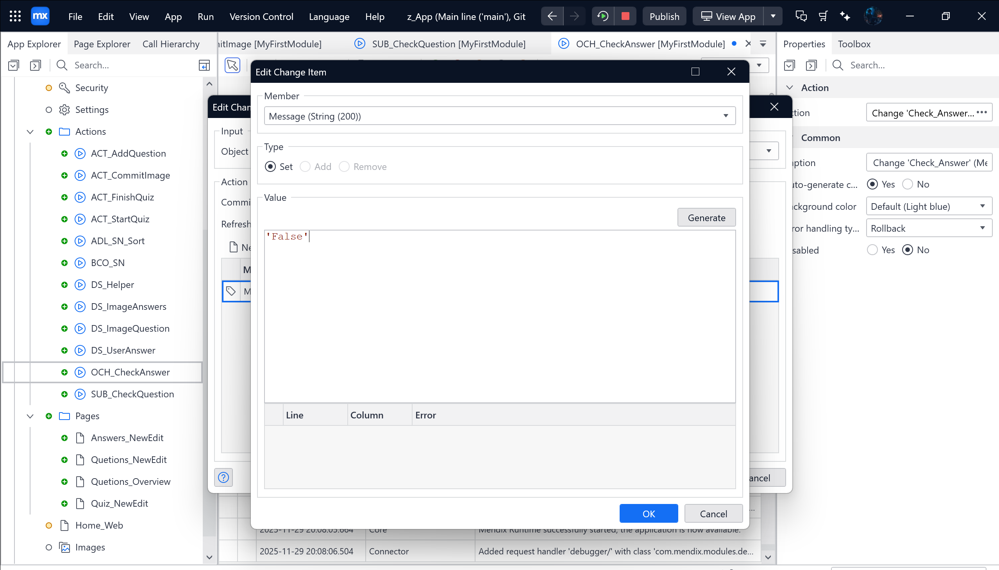 mx File Edit View App Run Version Control Language Help z_App (Main line ('main'), Git Publish View App
App Explorer Page Explorer Call Hierarchy itImage [MyFirstModule] SUB_CheckQuestion [MyFirstModule] OCH_CheckAnswer [MyFirstModule] Properties Toolbox
Search...
Security
Settings
Actions
ACT_AddQuestion
ACT_CommitImage
ACT_FinishQuiz
ACT_StartQuiz
ADL_SN_Sort
BCO_SN
DS_Helper
DS_ImageAnswers
DS_ImageQuestion
DS_UserAnswer
OCH_CheckAnswer
SUB_CheckQuestion
Pages
Answers_NewEdit
Quetions_NewEdit
Quetions_Overview
Quiz_NewEdit
Home_Web
Images
Edit Chan
Input
Object
Action
Commi
Refresh
Ne
M
M
ancel
Edit Change Item
Member
Message (String (200))
Type
Set Add Remove
Value
Generate
'False'
Line Column Error
OK Cancel
2025-11-29 20:08:05.664 Core Mendix Runtime successfully started, the application is now available.
2025-11-29 20:08:06.504 Connector Added request handler 'debugger/' with class 'com.mendix.modules.de...
Search...
Action
ction Change 'Check_Answer...
Common
aption Change 'Check_Answer' (Me
uto-generate c... Yes No
ackground color Default (Light blue)
ror handling ty... Rollback
sabled Yes No